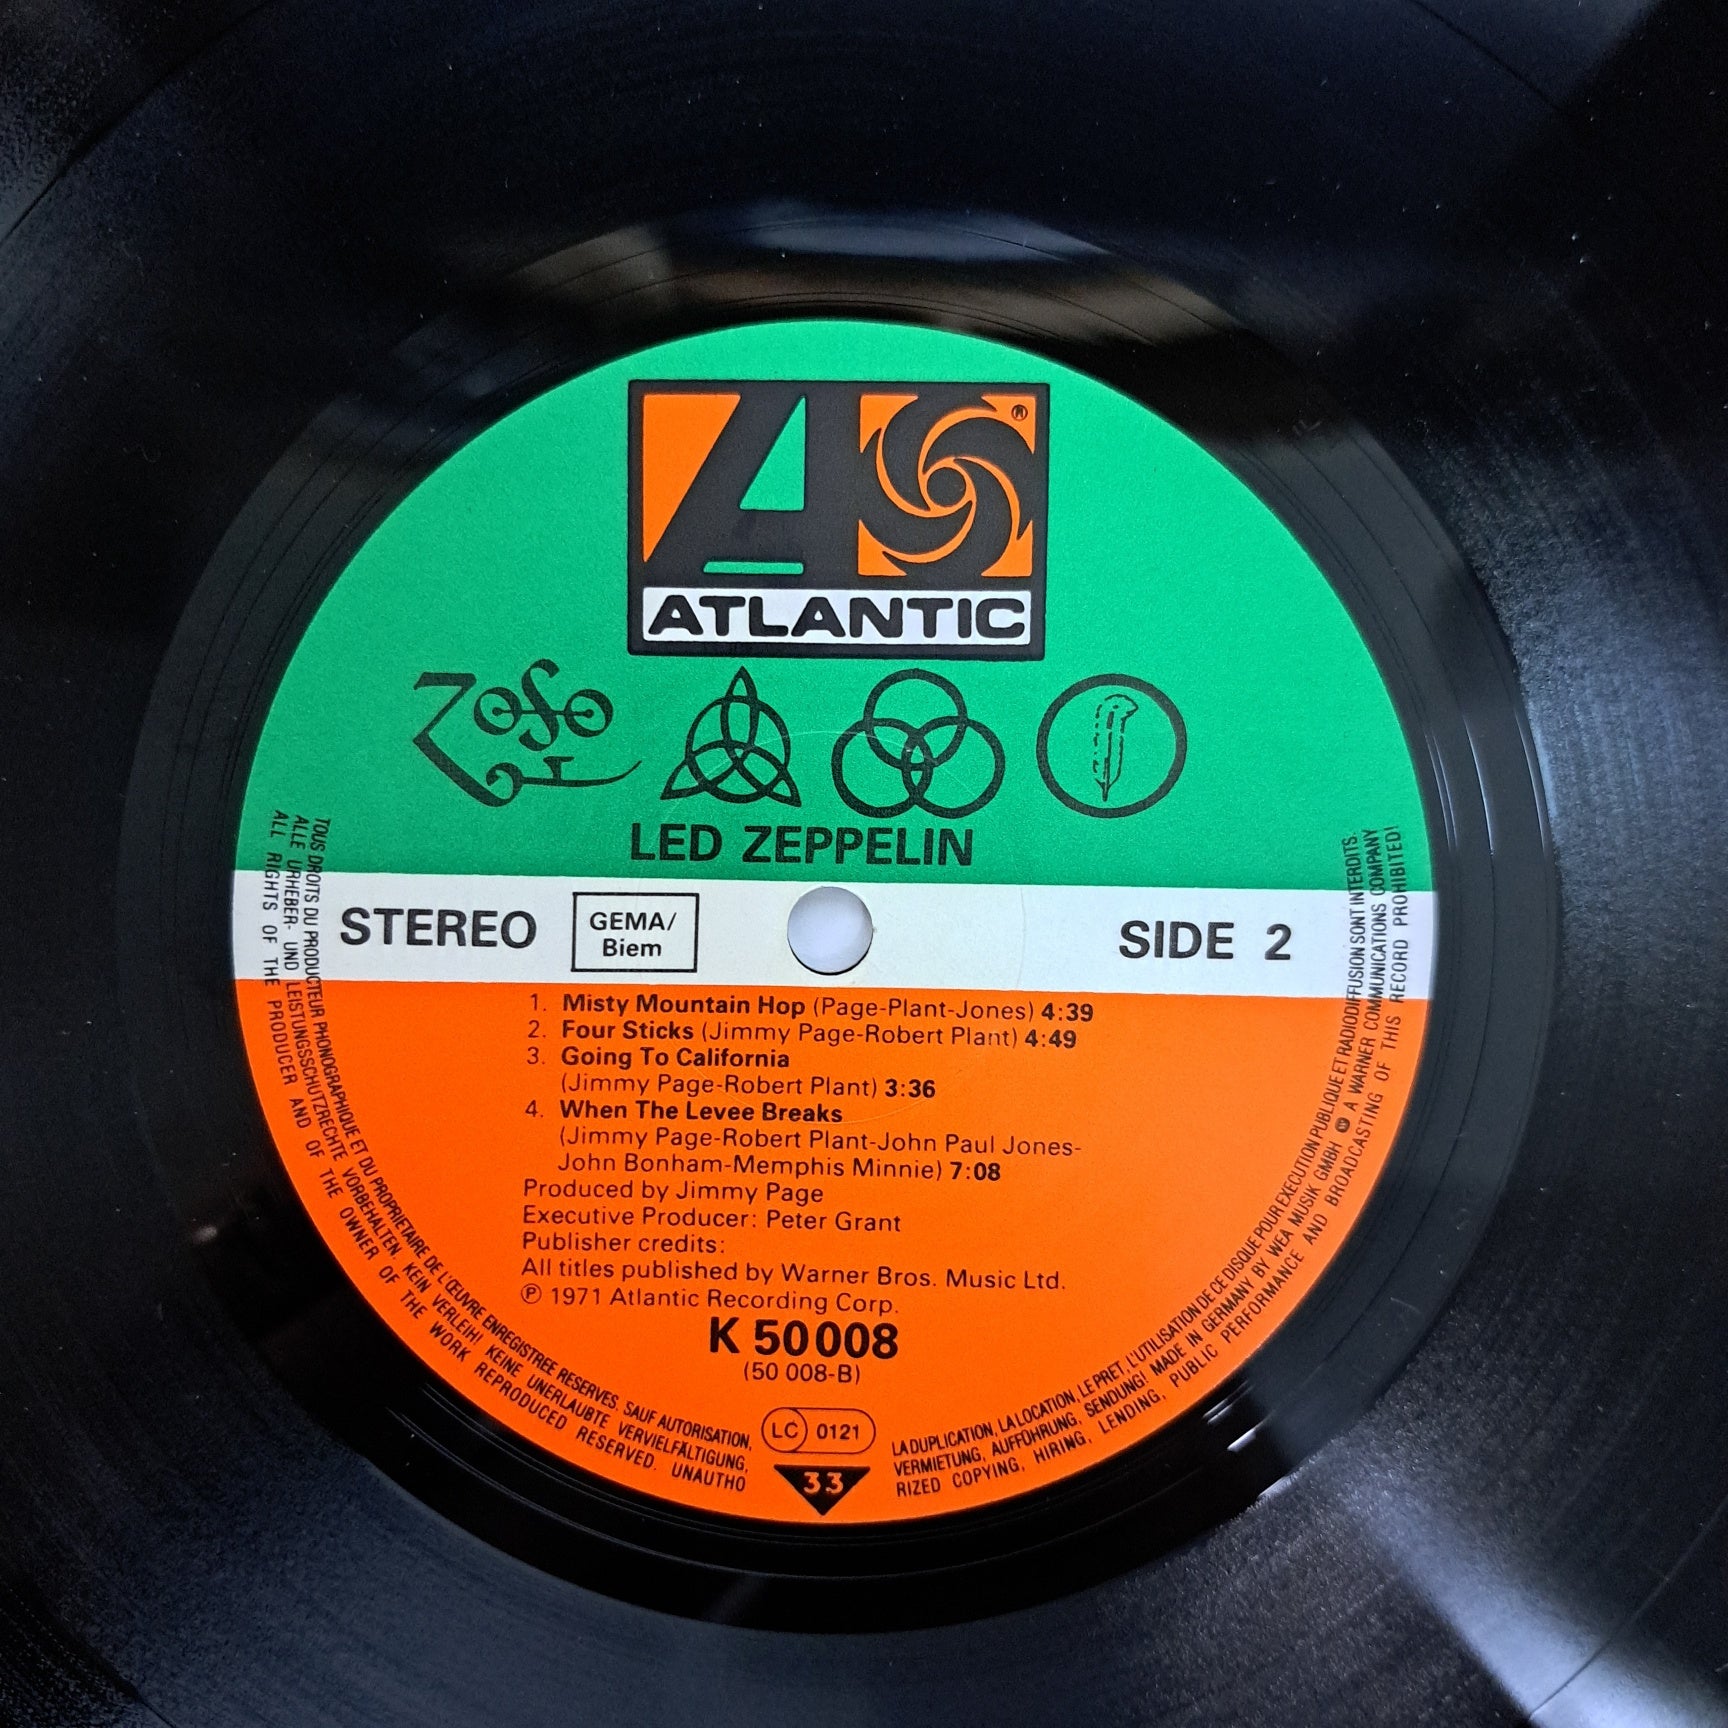 ®
ATLANTIC
LED ZEPPELIN
STEREO
GEMA/
Biem
SIDE 2
1. Misty Mountain Hop (Page-Plant-Jones) 4:39
2. Four Sticks (Jimmy Page-Robert Plant) 4:49
3. Going To California
(Jimmy Page-Robert Plant) 3:36
4. When The Levee Breaks
(Jimmy Page-Robert Plant-John Paul Jones-
John Bonham-Memphis Minnie) 7:08
Produced by Jimmy Page
Executive Producer: Peter Grant
Publisher credits:
All titles published by Warner Bros. Music Ltd.
℗ 1971 Atlantic Recording Corp.
K 50 008
(50 008-B)
LC 0121
33
TOUS DROITS DU PRODUCTEUR PHONOGRAPHIQUE ET DU PROPRIETAIRE DE L'ŒUVRE ENREGISTREE RESERVES. SAUF AUTORISATION,
LA DUPLICATION, LA LOCATION, LE PRET, L'UTILISATION DE CE DISQUE POUR EXECUTION PUBLIQUE ET RADIODIFFUSION SONT INTERDITS.
ALLE URHEBER- UND LEISTUNGSSCHUTZRECHTE VORBEHALTEN. KEIN VERLEIH! KEINE UNERLAUBTE VERVIELFÄLTIGUNG,
VERMIETUNG, AUFFÜHRUNG, SENDUNG! MADE IN GERMANY BY WEA MUSIK GMBH A WARNER COMMUNICATIONS COMPANY
ALL RIGHTS OF THE PRODUCER AND OF THE OWNER OF THE WORK REPRODUCED RESERVED. UNAUTHO
RIZED COPYING, HIRING, LENDING, PUBLIC PERFORMANCE AND BROADCASTING OF THIS RECORD PROHIBITED!